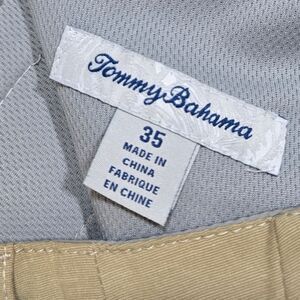 Tommy Bahama
35
MADE IN
CHINA
FABRIQUE
EN CHINE